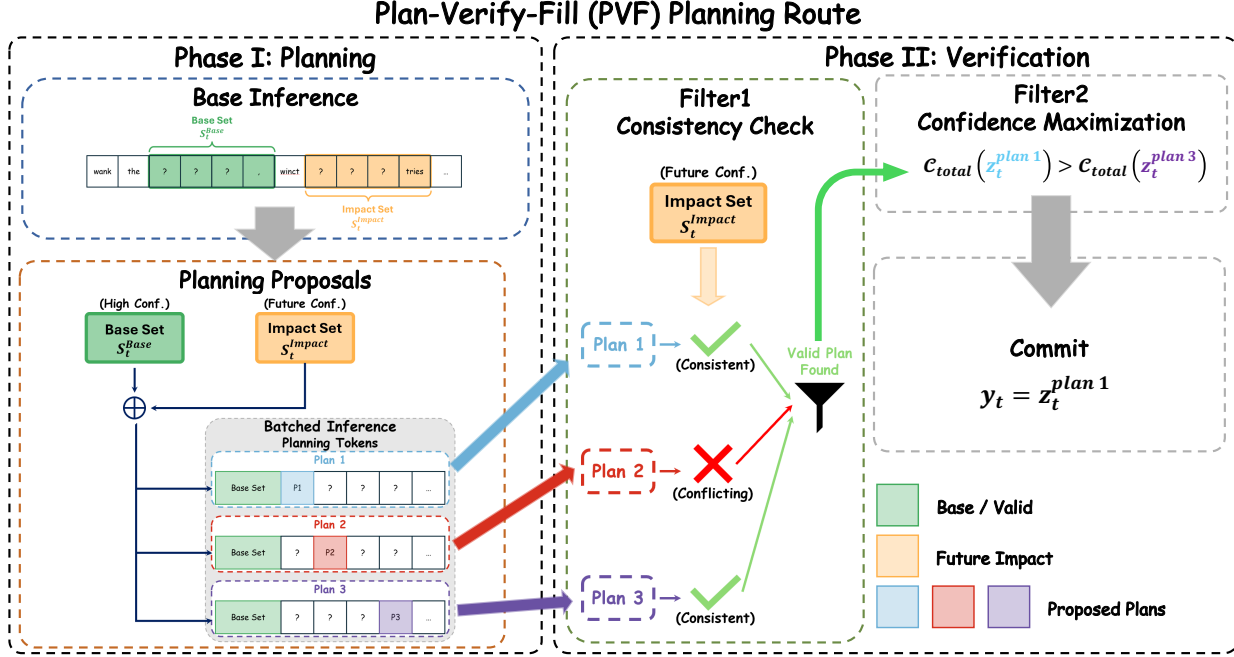 Plan-Verify-Fill (PVF) Planning Route
Phase I: Planning
Base Inference
Base Set
S_t^{Base}
wank the ? ? ? . winct ? ? ? tries ...
Impact Set
S_t^{Impact}
Planning Proposals
(High Conf.)
Base Set
S_t^{Base}
(Future Conf.)
Impact Set
S_t^{Impact}
Batched Inference
Planning Tokens
Plan 1
Base Set P1 ? ? ? ...
Plan 2
Base Set ? P2 ? ? ...
Plan 3
Base Set ? ? ? P3 ...
Phase II: Verification
Filter1
Consistency Check
(Future Conf.)
Impact Set
S_t^{Impact}
Plan 1
(Consistent)
Plan 2
(Conflicting)
Plan 3
(Consistent)
Valid Plan
Found
Filter2
Confidence Maximization
C_{total}(z_t^{plan 1}) > C_{total}(z_t^{plan 3})
Commit
y_t = z_t^{plan 1}
Base / Valid
Future Impact
Proposed Plans